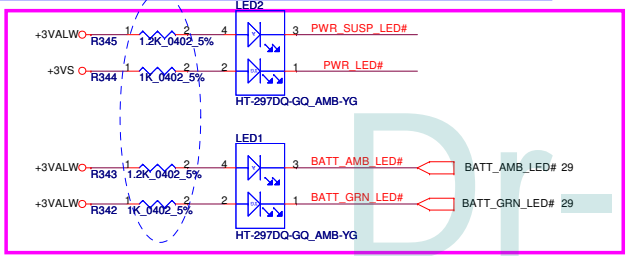 LED2
+3VALW 1 2 4 Y 3 PWR_SUSP_LED#
R345 1.2K_0402_5%
+3VS 1 2 2 1 PWR_LED#
R344 1K_0402_5%
HT-297DQ-GQ_AMB-YG
LED1
+3VALW 1 2 4 3 BATT_AMB_LED# BATT_AMB_LED# 29
R343 1.2K_0402_5%
+3VALW 1 2 2 1 BATT_GRN_LED# BATT_GRN_LED# 29
R342 1K_0402_5%
HT-297DQ-GQ_AMB-YG
Dr-